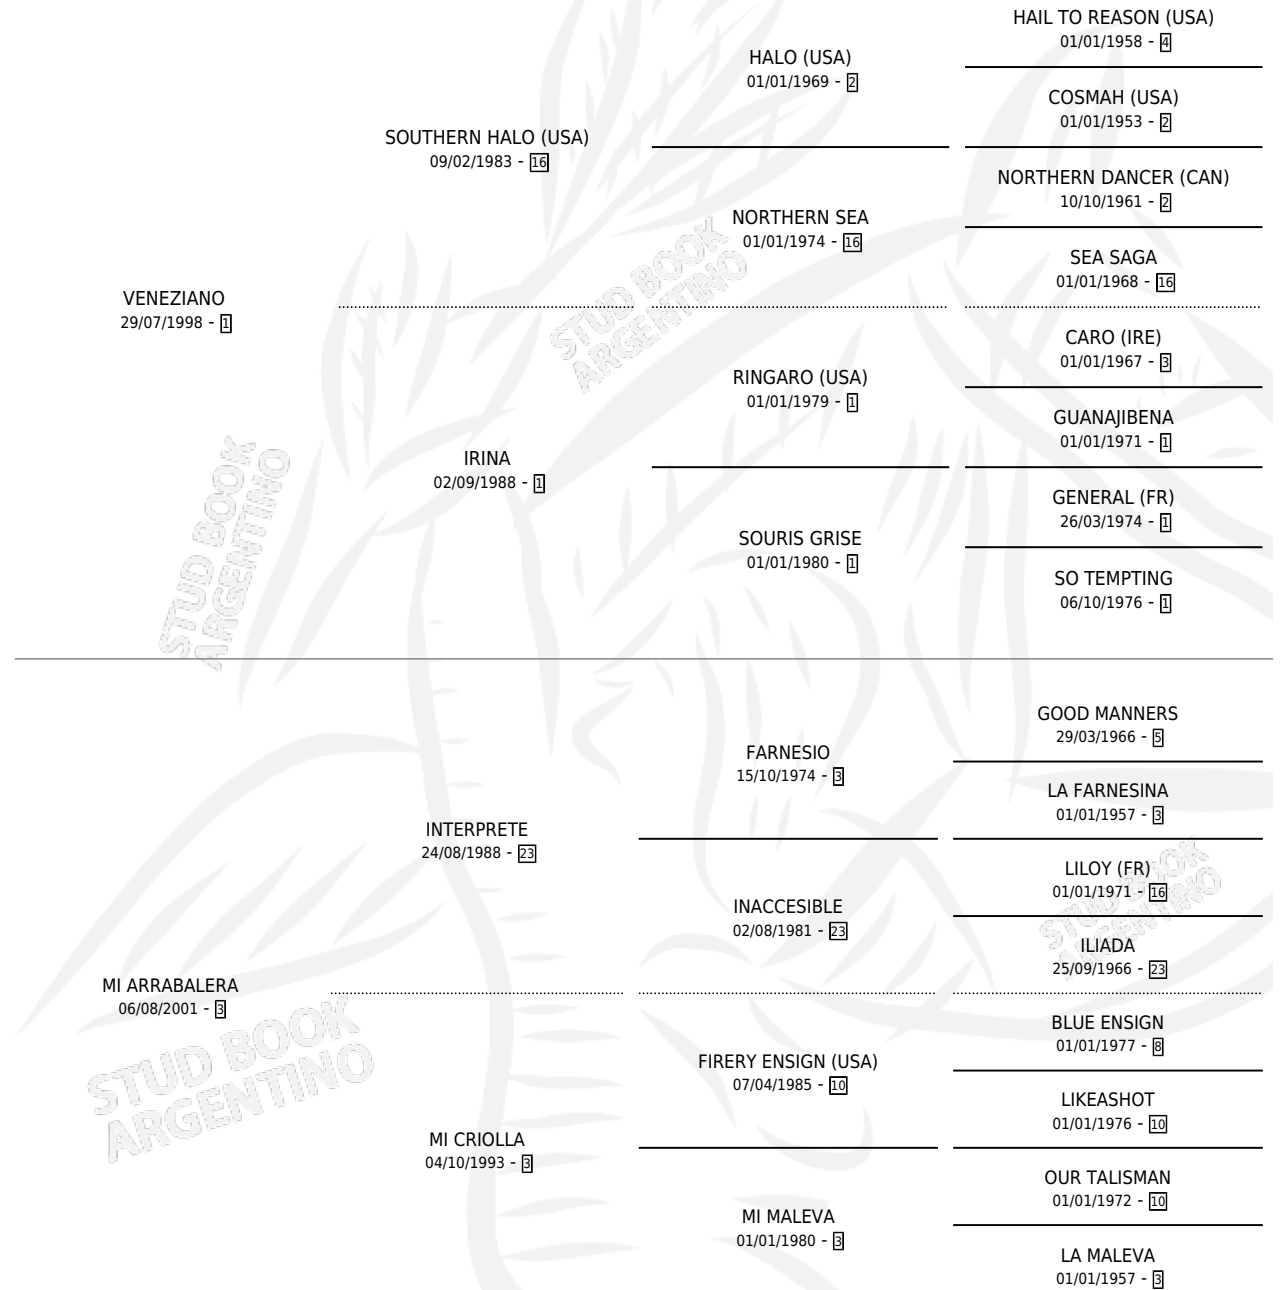 HAIL TO REASON (USA)
01/01/1958 - 4
HALO (USA)
01/01/1969 - 2
COSMAH (USA)
01/01/1953 - 2
SOUTHERN HALO (USA)
09/02/1983 - 16
NORTHERN DANCER (CAN)
10/10/1961 - 2
NORTHERN SEA
01/01/1974 - 16
SEA SAGA
01/01/1968 - 16
VENEZIANO
29/07/1998 - 1
CARO (IRE)
01/01/1967 - 3
RINGARO (USA)
01/01/1979 - 1
GUANAJIBENA
01/01/1971 - 1
IRINA
02/09/1988 - 1
GENERAL (FR)
26/03/1974 - 1
SOURIS GRISE
01/01/1980 - 1
SO TEMPTING
06/10/1976 - 1
GOOD MANNERS
29/03/1966 - 5
FARNESIO
15/10/1974 - 3
LA FARNESINA
01/01/1957 - 3
INTERPRETE
24/08/1988 - 23
LILOY (FR)
01/01/1971 - 16
INACCESIBLE
02/08/1981 - 23
ILIADA
25/09/1966 - 23
MI ARRABALERA
06/08/2001 - 3
BLUE ENSIGN
01/01/1977 - 8
FIRERY ENSIGN (USA)
07/04/1985 - 10
LIKEASHOT
01/01/1976 - 10
MI CRIOLLA
04/10/1993 - 3
OUR TALISMAN
01/01/1972 - 10
MI MALEVA
01/01/1980 - 3
LA MALEVA
01/01/1957 - 3
STUD BOOK
ARGENTINO
STUD BOOK
ARGENTINO
STUD BOOK
ARGENTINO
STUD BOOK
ARGENTINO